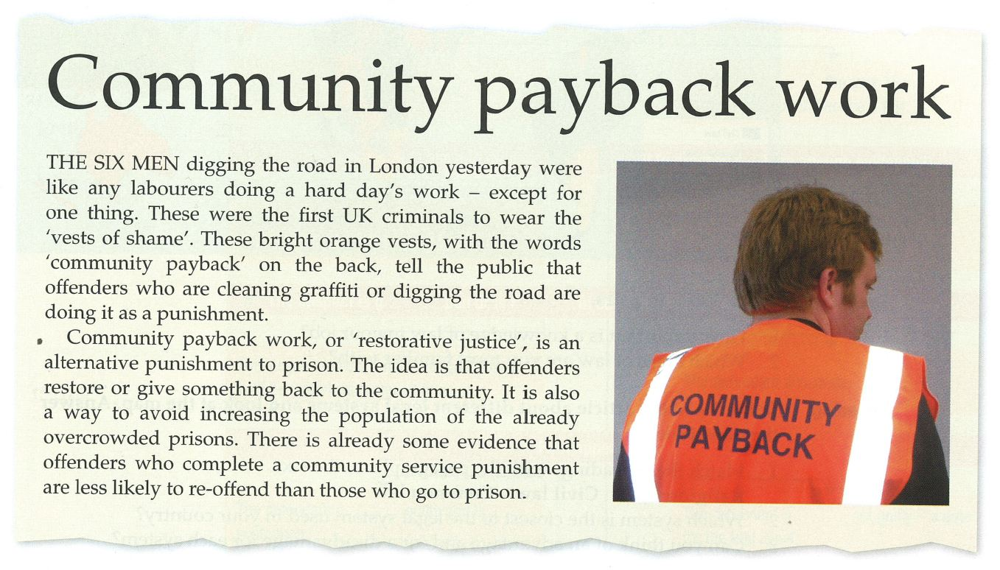 Community payback work
THE SIX MEN digging the road in London yesterday were
like any labourers doing a hard day's work – except for
one thing. These were the first UK criminals to wear the
'vests of shame'. These bright orange vests, with the words
'community payback' on the back, tell the public that
offenders who are cleaning graffiti or digging the road are
doing it as a punishment.
Community payback work, or 'restorative justice', is an
alternative punishment to prison. The idea is that offenders
restore or give something back to the community. It is also
a way to avoid increasing the population of the already
overcrowded prisons. There is already some evidence that
offenders who complete a community service punishment
are less likely to re-offend than those who go to prison.
COMMUNITY
PAYBACK